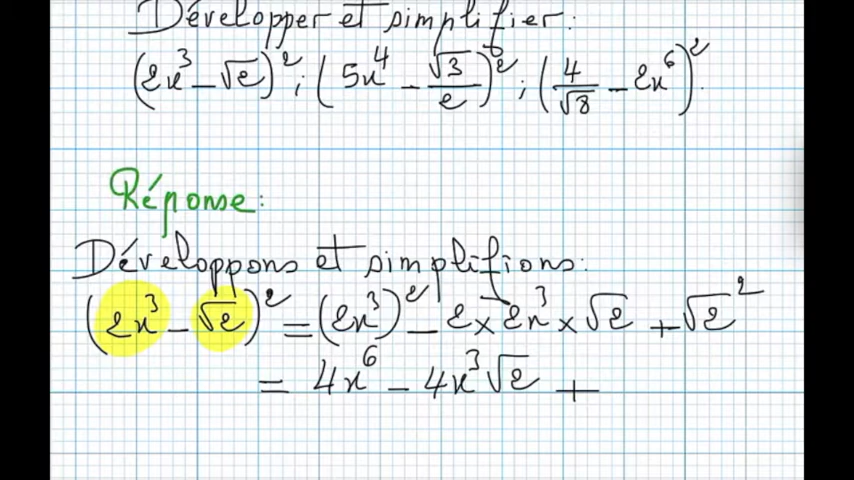 Développer et simplifier:
(2x³ − √2)²; (5x⁴ − √3/2)²; (4/√8 − 2x⁶)².
Réponse:
Développons et simplifions:
(2x³ − √2)² = (2x³)² − 2 × 2x³ × √2 + √2²
= 4x⁶ − 4x³√2 +